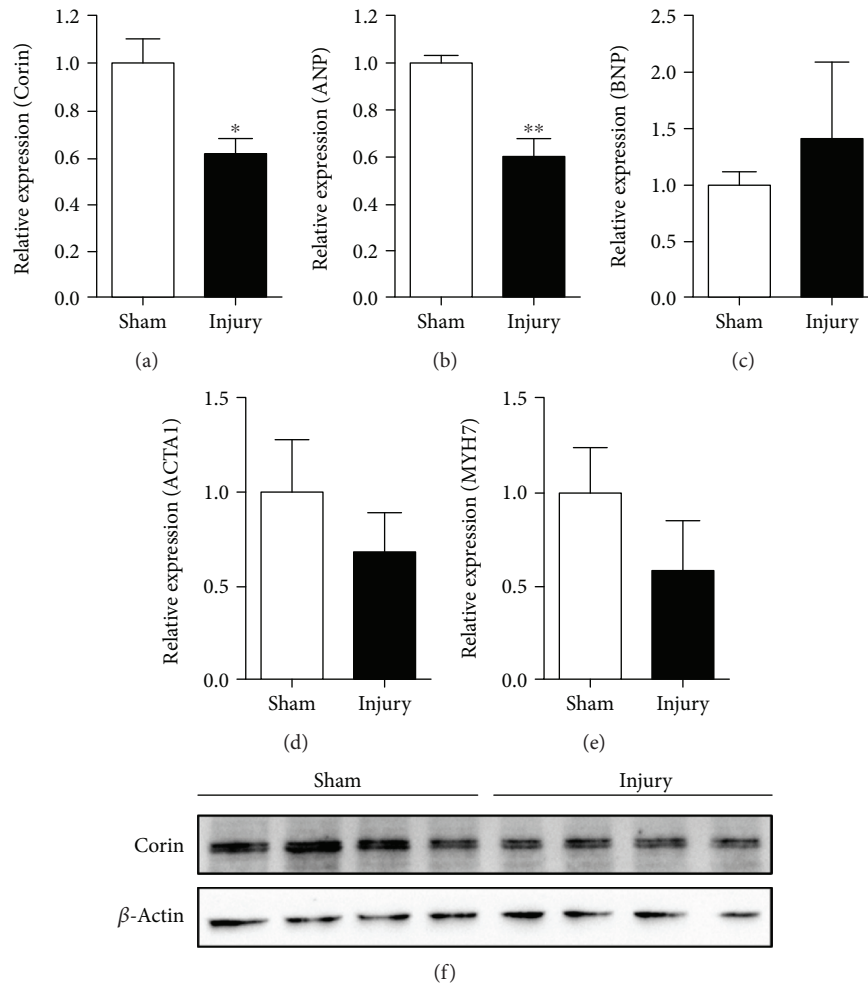 Relative expression (Corin)
1.2
1.0
0.8
0.6
0.4
0.2
0.0
*
Sham Injury
(a)
Relative expression (ANP)
1.2
1.0
0.8
0.6
0.4
0.2
0.0
**
Sham Injury
(b)
Relative expression (BNP)
2.5
2.0
1.5
1.0
0.5
0.0
Sham Injury
(c)
Relative expression (ACTA1)
1.5
1.0
0.5
0.0
Sham Injury
(d)
Relative expression (MYH7)
1.5
1.0
0.5
0.0
Sham Injury
(e)
Sham Injury
Corin
β-Actin
(f)